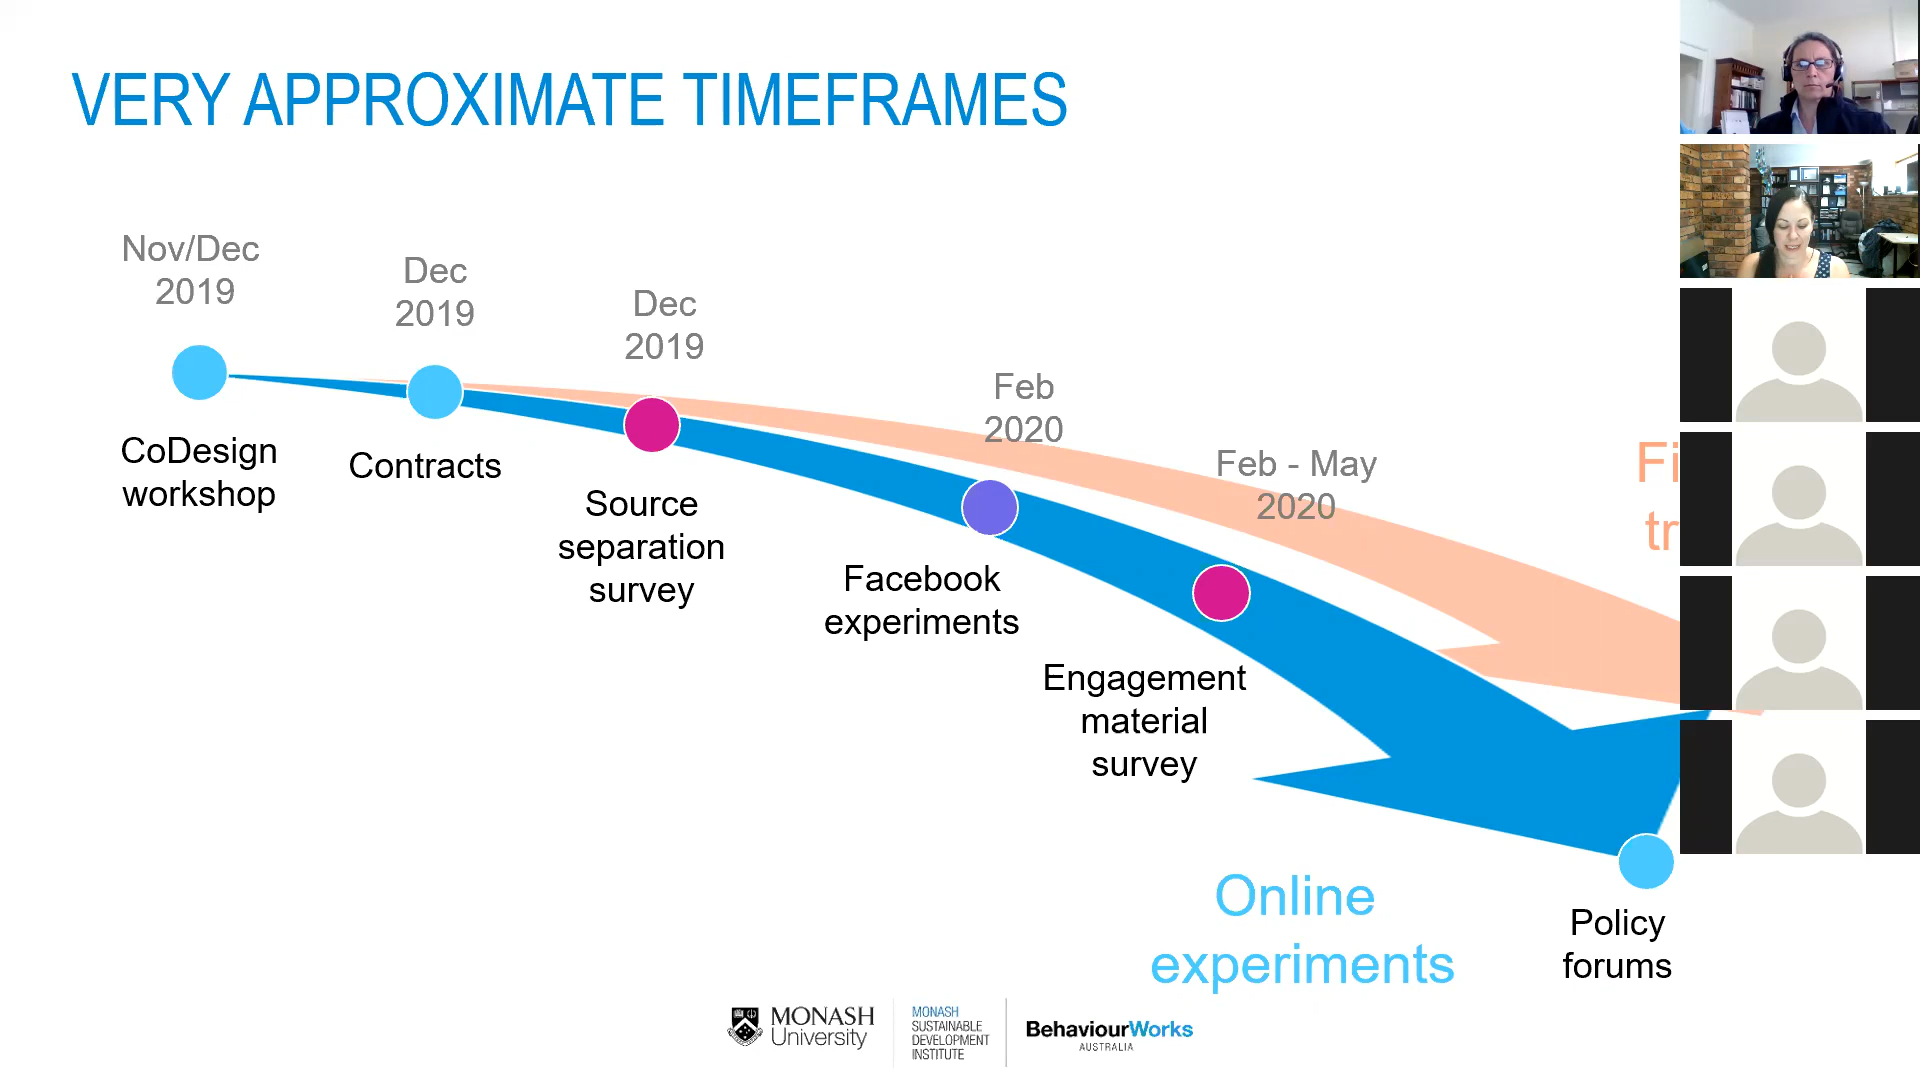 VERY APPROXIMATE TIMEFRAMES
Nov/Dec
2019
Dec
2019
Dec
2019
Feb
2020
Feb - May
2020
CoDesign
workshop
Contracts
Source
separation
survey
Facebook
experiments
Engagement
material
survey
Fi
tr
Online
experiments
Policy
forums
MONASH
University
MONASH
SUSTAINABLE
DEVELOPMENT
INSTITUTE
BehaviourWorks
AUSTRALIA